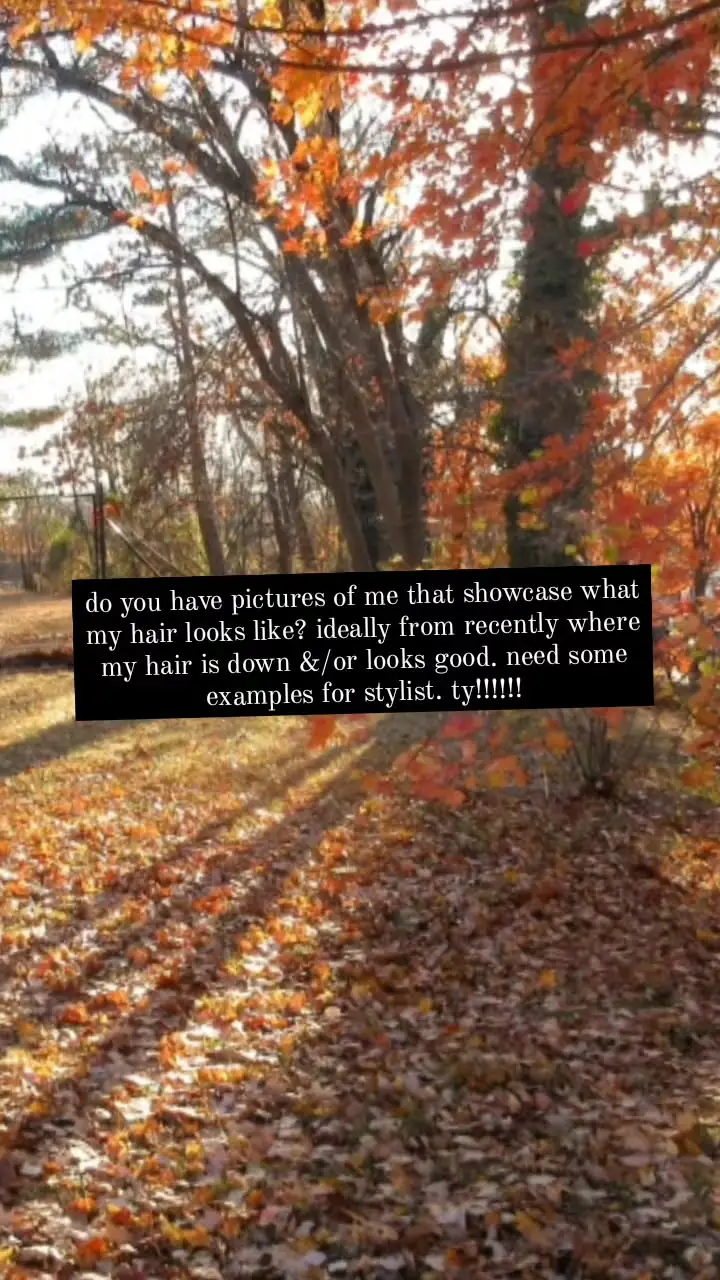 do you have pictures of me that showcase what
my hair looks like? ideally from recently where
my hair is down &/or looks good. need some
examples for stylist. ty!!!!!!